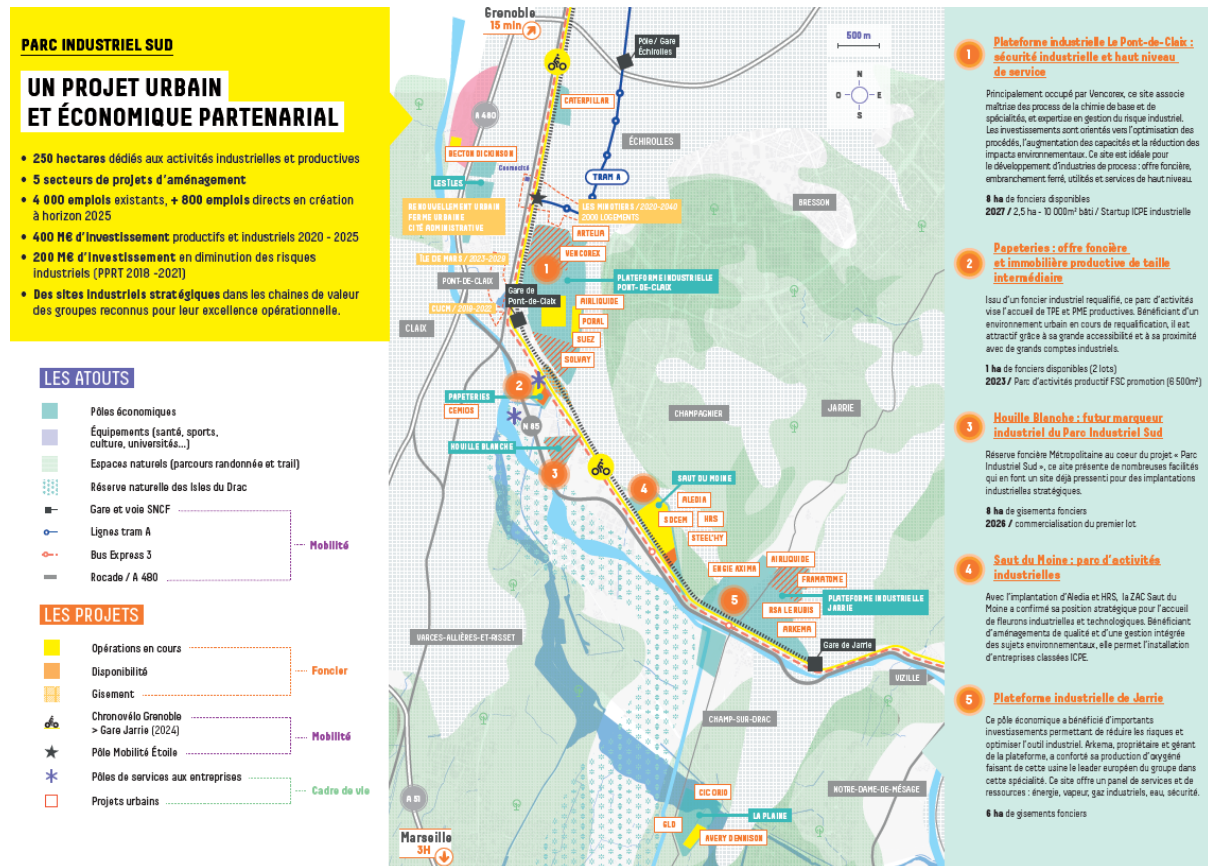 PARC INDUSTRIEL SUD
UN PROJET URBAIN
ET ÉCONOMIQUE PARTENARIAL
• 250 hectares dédiés aux activités industrielles et productives
• 5 secteurs de projets d'aménagement
• 4 000 emplois existants, + 800 emplois directs en création
à horizon 2025
• 400 M€ d'investissement productifs et industriels 2020 - 2025
• 200 M€ d'investissement en diminution des risques
industriels (PPRT 2018 -2021)
• Des sites industriels stratégiques dans les chaines de valeur
des groupes reconnus pour leur excellence opérationnelle.
LES ATOUTS
Pôles économiques
Équipements (santé, sports,
culture, universités...)
Espaces naturels (parcours randonnée et trail)
Réserve naturelle des Isles du Drac
Gare et voie SNCF
Lignes tram A
Bus Express 3
Rocade / A 480
Mobilité
LES PROJETS
Opérations en cours
Disponibilité
Gisement
Foncier
Chronovélo Grenoble
> Gare Jarrie (2024)
Pôle Mobilité Étoile
Mobilité
Pôles de services aux entreprises
Projets urbains
Cadre de vie
Grenoble
15 min
Pôle / Gare
Échirolles
500 m
N
O
E
S
CATERPILLAR
A 480
ÉCHIROLLES
BECTON DICKINSON
Cosmocité
TRAM A
LES ÎLES
RENOUVELLEMENT URBAIN
FERME URBAINE
CITÉ ADMINISTRATIVE
LES MINOTIERS / 2020-2040
2000 LOGEMENTS
BRESSON
ARTELIA
VENCOREX
ÎLE DE MARS / 2023-2028
1
PLATEFORME INDUSTRIELLE
PONT-DE-CLAIX
PONT-DE-CLAIX
Gare de
Pont-de-Claix
AIRLIQUIDE
PORAL
SUEZ
SOLVAY
CLAIX
2
PAPETERIES
CEMIOS
N 85
CHAMPAGNIER
JARRIE
HOUILLE BLANCHE
3
4
SAUT DU MOINE
ALEDIA
SOCEM
HRS
STEEL'HY
ENGIE AXIMA
AIRLIQUIDE
FRAMATOME
5
PLATEFORME INDUSTRIELLE
JARRIE
RSA LE RUBIS
ARKEMA
VARCES-ALLIÈRES-ET-RISSET
Gare de Jarrie
VIZILLE
CHAMP-SUR-DRAC
CIC ORIO
NOTRE-DAME-DE-MÉSAGE
A 51
LA PLAINE
GLD
AVERY DENNISON
Marseille
3H
1
Plateforme industrielle Le Pont-de-Claix :
sécurité industrielle et haut niveau
de service
Principalement occupé par Vencorex, ce site associe
maîtrise des process de la chimie de base et de
spécialités, et expertise en gestion du risque industriel.
Les investissements sont orientés vers l'optimisation des
procédés, l'augmentation des capacités et la réduction des
impacts environnementaux. Ce site est idéale pour
le développement d'industries de process : offre foncière,
embranchement ferré, utilités et services de haut niveau.
8 ha de fonciers disponibles
2027 / 2,5 ha - 10 000m² bâti / Startup ICPE industrielle
2
Papeteries : offre foncière
et immobilière productive de taille
intermédiaire
Issu d'un foncier industriel requalifié, ce parc d'activités
vise l'accueil de TPE et PME productives. Bénéficiant d'un
environnement urbain en cours de requalification, il est
attractif grâce à sa grande accessibilité et à sa proximité
avec de grands comptes industriels.
1 ha de fonciers disponibles (2 lots)
2023 / Parc d'activités productif FSC promotion (6 500m²)
3
Houille Blanche : futur marqueur
industriel du Parc Industriel Sud
Réserve foncière Métropolitaine au coeur du projet « Parc
Industriel Sud », ce site présente de nombreuses facilités
qui en font un site déjà pressenti pour des implantations
industrielles stratégiques.
8 ha de gisements fonciers
2026 / commercialisation du premier lot
4
Saut du Moine : parc d'activités
industrielles
Avec l'implantation d'Aledia et HRS, la ZAC Saut du
Moine a confirmé sa position stratégique pour l'accueil
de fleurons industrielles et technologiques. Bénéficiant
d'aménagements de qualité et d'une gestion intégrée
des sujets environnementaux, elle permet l'installation
d'entreprises classées ICPE.
5
Plateforme industrielle de Jarrie
Ce pôle économique a bénéficié d'importants
investissements permettant de réduire les risques et
optimiser l'outil industriel. Arkema, propriétaire et gérant
de la plateforme, a conforté sa production d'oxygéné
faisant de cette usine le leader européen du groupe dans
cette spécialité. Ce site offre un panel de services et de
ressources : énergie, vapeur, gaz industriels, eau, sécurité.
6 ha de gisements fonciers